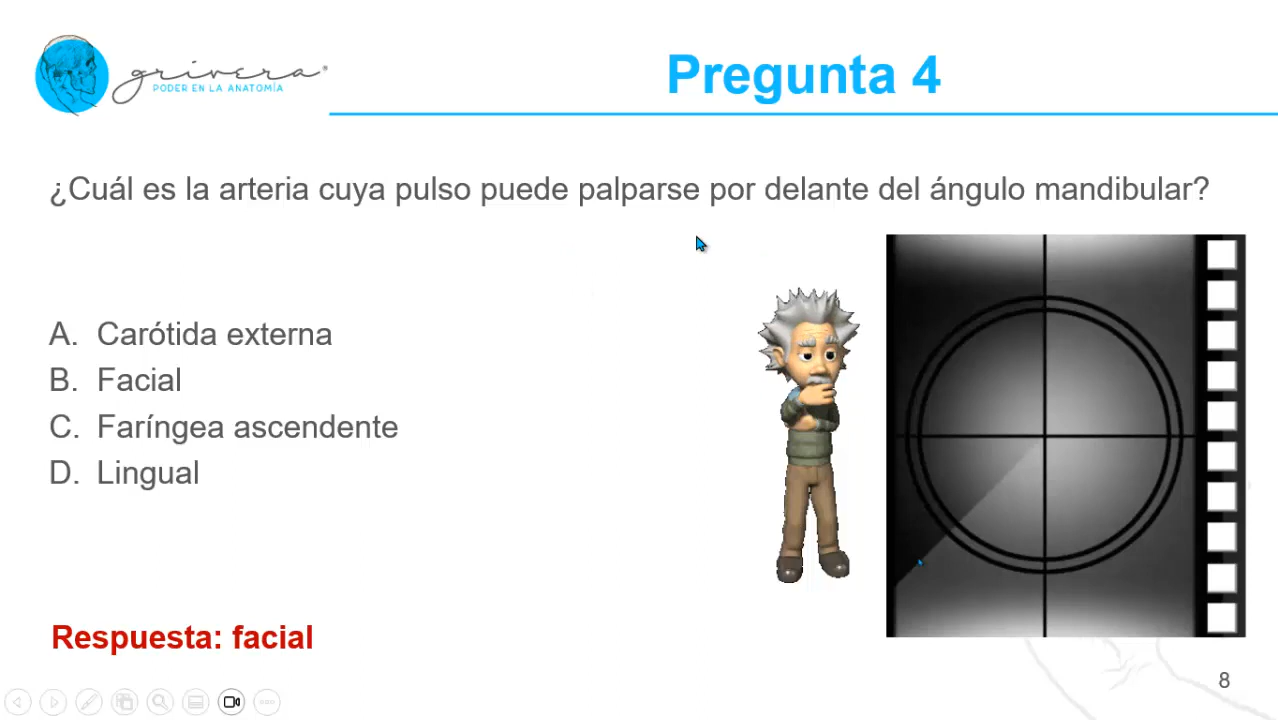 grivera®
PODER EN LA ANATOMÍA
Pregunta 4
¿Cuál es la arteria cuya pulso puede palparse por delante del ángulo mandibular?
A. Carótida externa
B. Facial
C. Faríngea ascendente
D. Lingual
Respuesta: facial
8